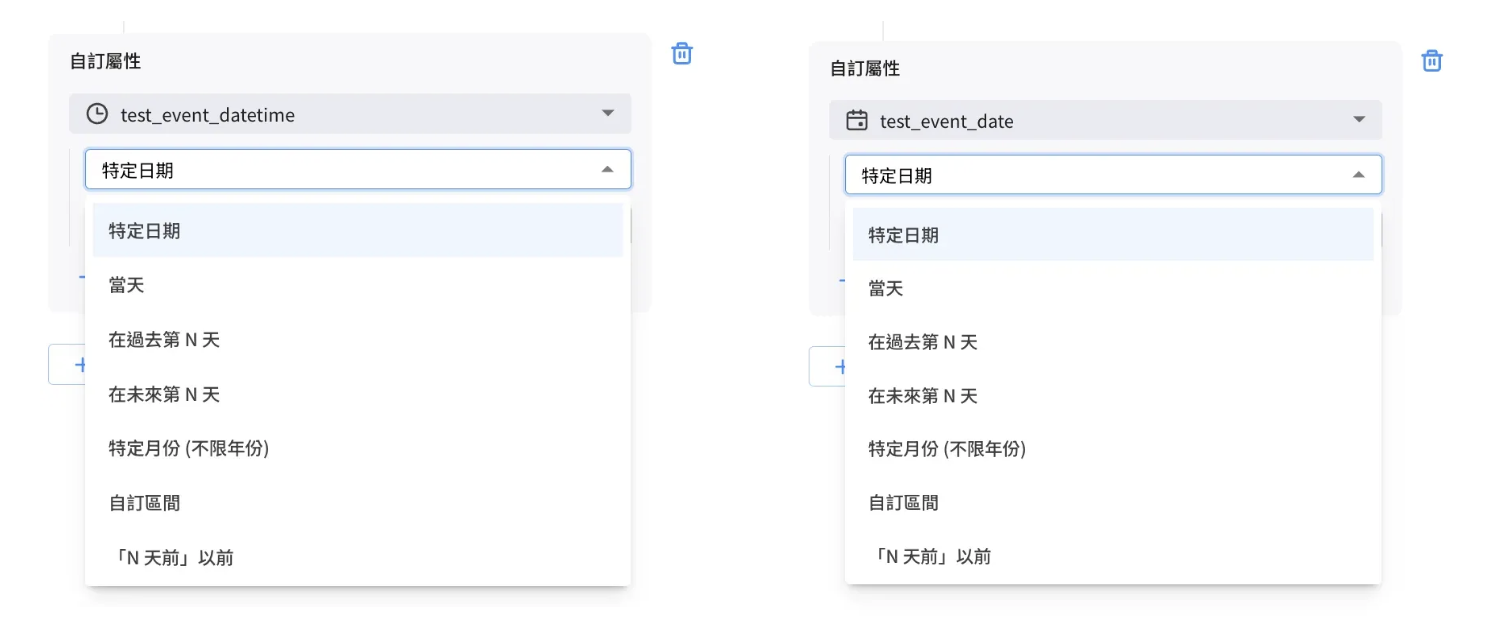 自訂屬性
test_event_datetime
特定日期
特定日期
當天
在過去第 N 天
在未來第 N 天
特定月份 (不限年份)
自訂區間
「N 天前」以前
自訂屬性
test_event_date
特定日期
特定日期
當天
在過去第 N 天
在未來第 N 天
特定月份 (不限年份)
自訂區間
「N 天前」以前